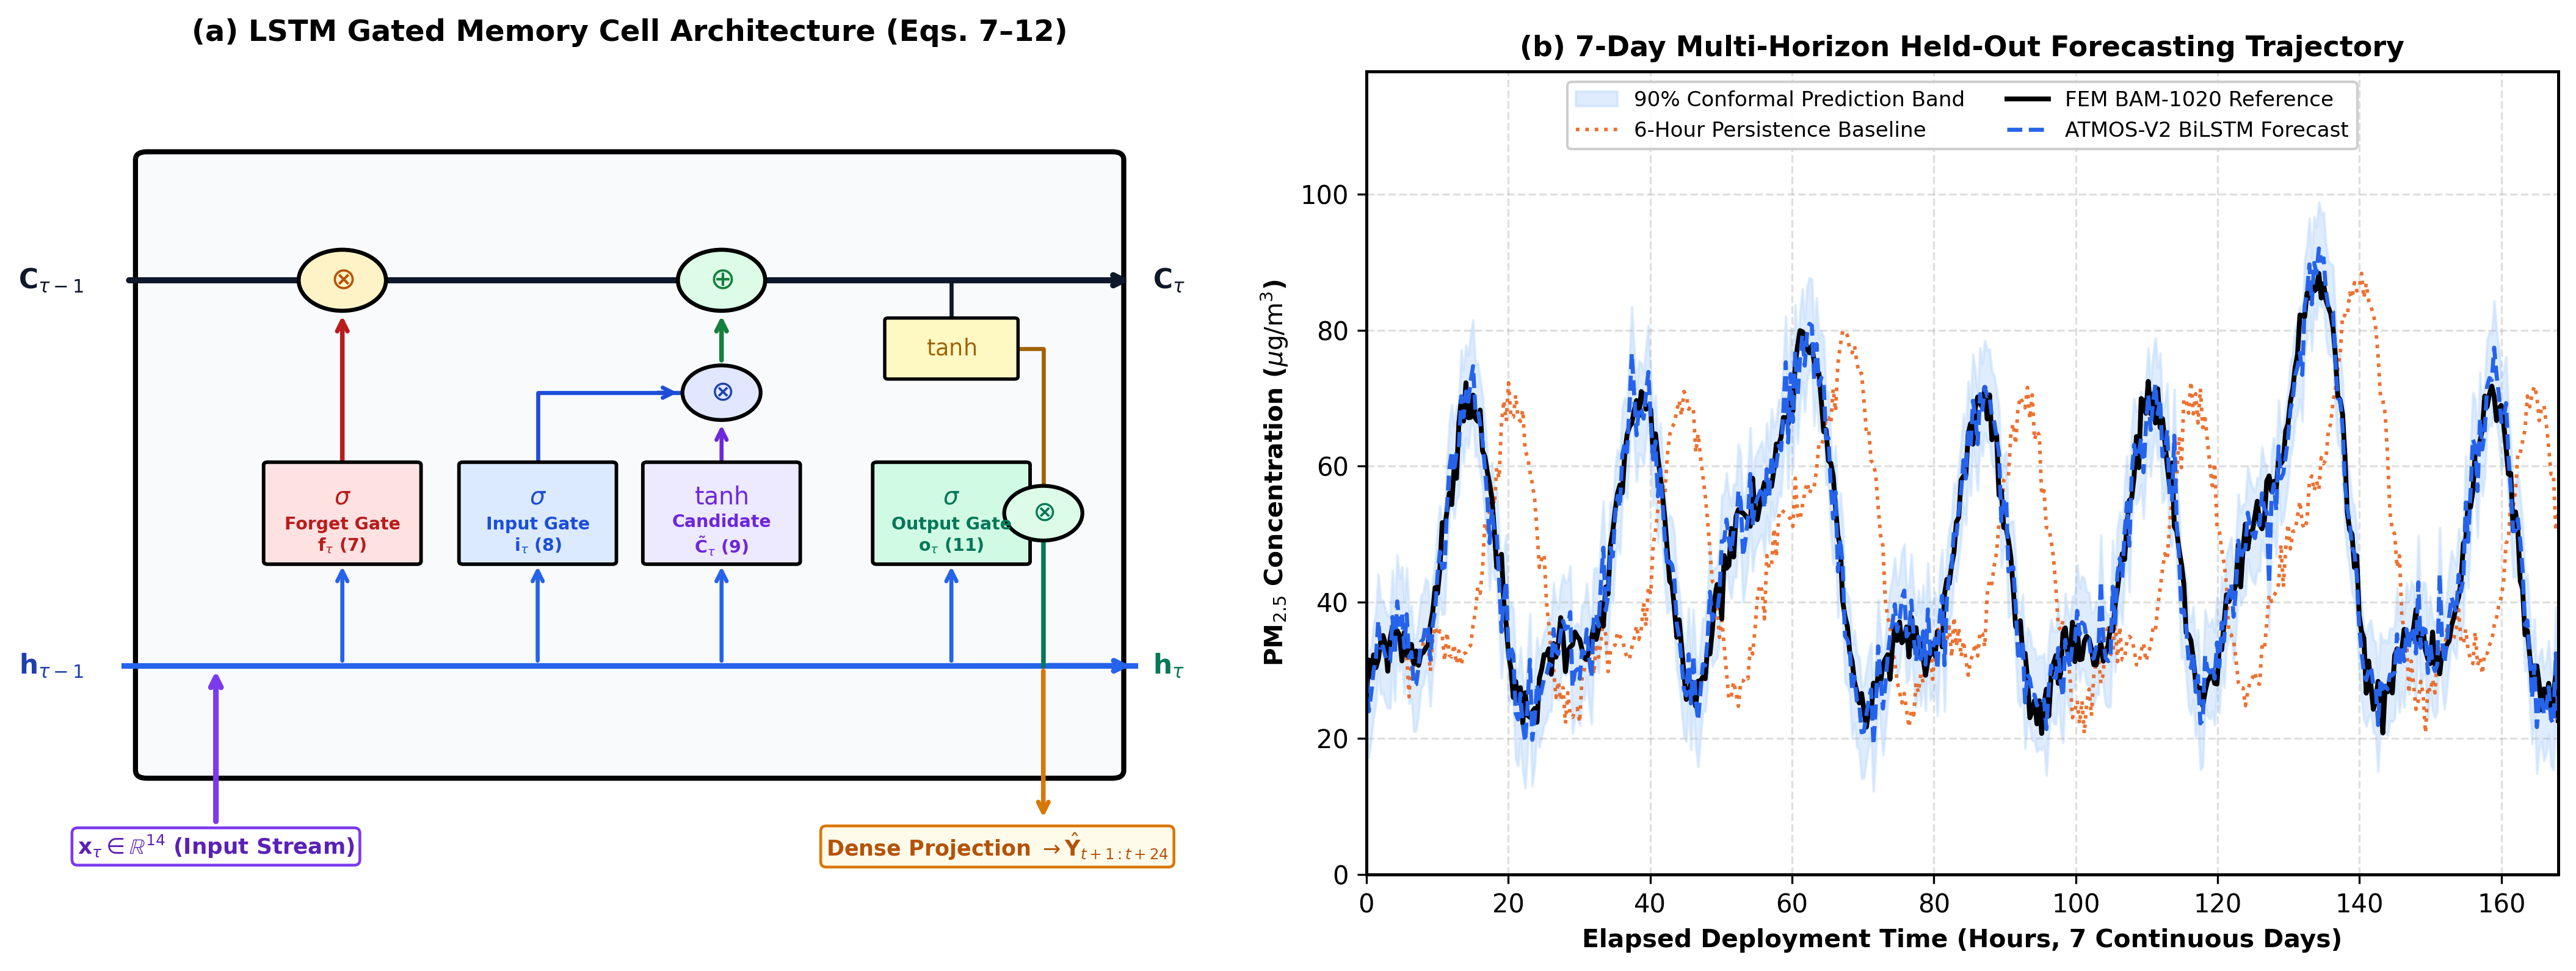 (a) LSTM Gated Memory Cell Architecture (Eqs. 7–12)
C_{τ−1}
⊗
⊕
C_τ
tanh
⊗
σ
Forget Gate
f_τ (7)
σ
Input Gate
i_τ (8)
tanh
Candidate
C̃_τ (9)
σ
Output Gate
o_τ (11)
⊗
h_{τ−1}
h_τ
x_τ ∈ ℝ^{14} (Input Stream)
Dense Projection → Ŷ_{t+1:t+24}
(b) 7-Day Multi-Horizon Held-Out Forecasting Trajectory
90% Conformal Prediction Band
6-Hour Persistence Baseline
FEM BAM-1020 Reference
ATMOS-V2 BiLSTM Forecast
PM_{2.5} Concentration (μg/m³)
100
80
60
40
20
0
0 20 40 60 80 100 120 140 160
Elapsed Deployment Time (Hours, 7 Continuous Days)